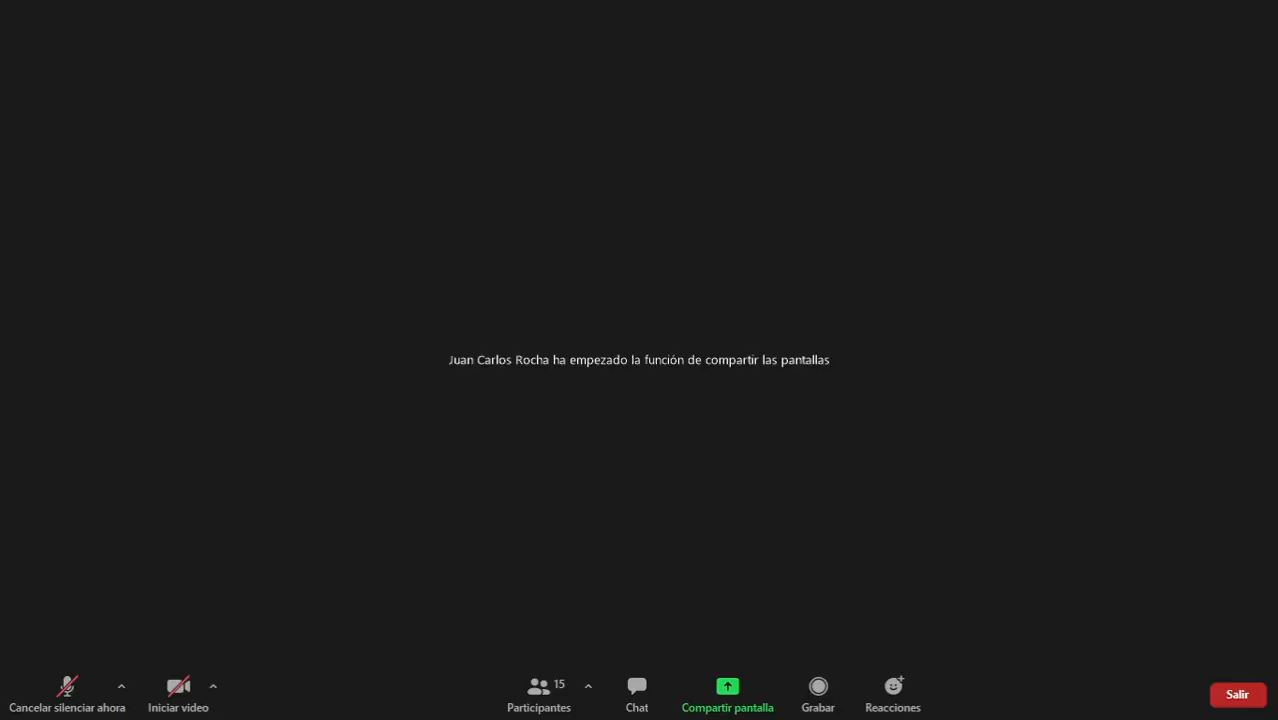 Juan Carlos Rocha ha empezado la función de compartir las pantallas
15
Cancelar silenciar ahora
Iniciar video
Participantes
Chat
Compartir pantalla
Grabar
Reacciones
Salir